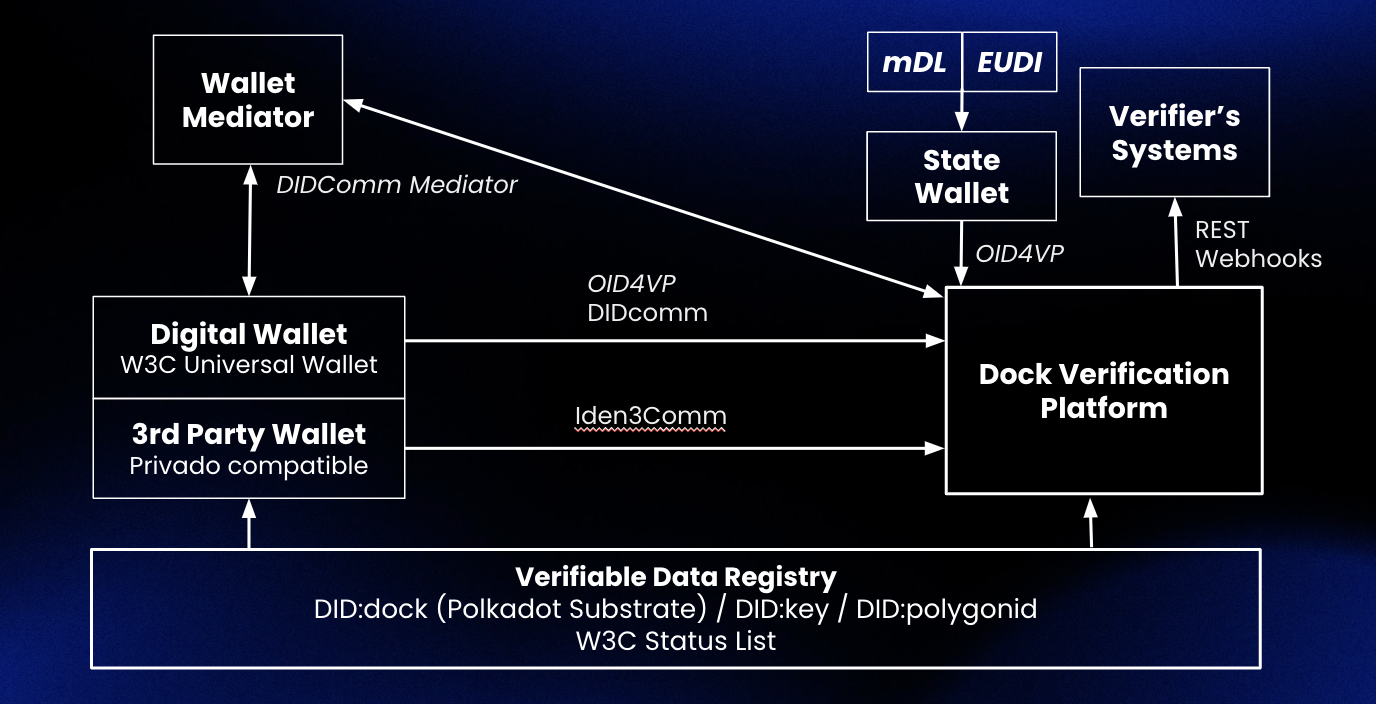 Wallet
Mediator
mDL
EUDI
Verifier’s
Systems
State
Wallet
DIDComm Mediator
REST
Webhooks
OID4VP
OID4VP
DIDcomm
Digital Wallet
W3C Universal Wallet
Dock Verification
Platform
Iden3Comm
3rd Party Wallet
Privado compatible
Verifiable Data Registry
DID:dock (Polkadot Substrate) / DID:key / DID:polygonid
W3C Status List